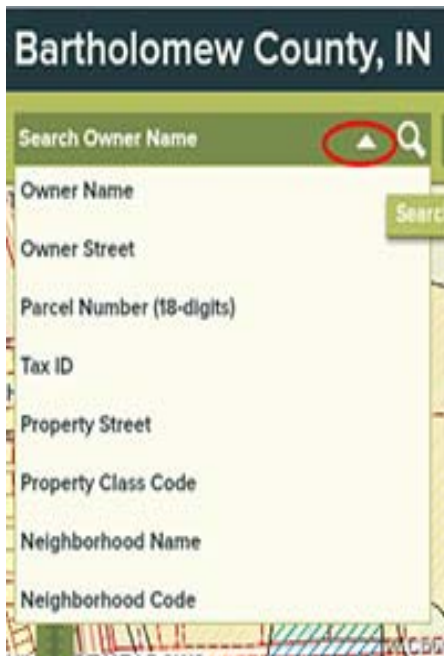 Bartholomew County, IN
Search Owner Name
Owner Name
Searc
Owner Street
Parcel Number (18-digits)
Tax ID
Property Street
Property Class Code
Neighborhood Name
Neighborhood Code